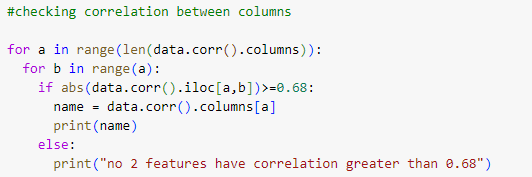 #checking correlation between columns
for a in range(len(data.corr().columns)):
  for b in range(a):
    if abs(data.corr().iloc[a,b])>=0.68:
      name = data.corr().columns[a]
      print(name)
    else:
      print("no 2 features have correlation greater than 0.68")